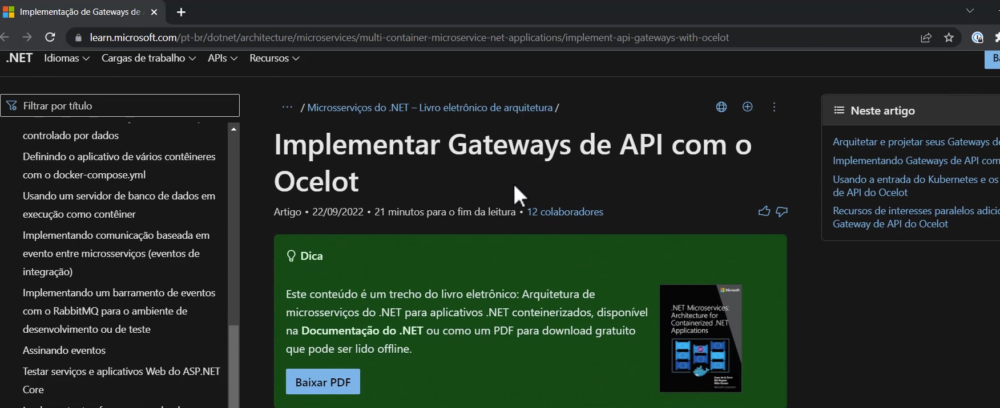 Implementação de Gateways de
learn.microsoft.com/pt-br/dotnet/architecture/microservices/multi-container-microservice-net-applications/implement-api-gateways-with-ocelot
.NET Idiomas Cargas de trabalho APIs Recursos
Filtrar por título
controlado por dados
Definindo o aplicativo de vários contêineres
com o docker-compose.yml
Usando um servidor de banco de dados em
execução como contêiner
Implementando comunicação baseada em
evento entre microsserviços (eventos de
integração)
Implementando um barramento de eventos
com o RabbitMQ para o ambiente de
desenvolvimento ou de teste
Assinando eventos
Testar serviços e aplicativos Web do ASP.NET
Core
... / Microsserviços do .NET – Livro eletrônico de arquitetura /
Implementar Gateways de API com o
Ocelot
Artigo • 22/09/2022 • 21 minutos para o fim da leitura • 12 colaboradores
Dica
Este conteúdo é um trecho do livro eletrônico: Arquitetura de
microsserviços do .NET para aplicativos .NET conteinerizados, disponível
na Documentação do .NET ou como um PDF para download gratuito
que pode ser lido offline.
Baixar PDF
Microsoft
.NET Microservices:
Architecture for
Containerized .NET
Applications
Neste artigo
Arquitetar e projetar seus Gateways
Implementando Gateways de API com
Usando a entrada do Kubernetes e os
de API do Ocelot
Recursos de interesses paralelos
Gateway de API do Ocelot